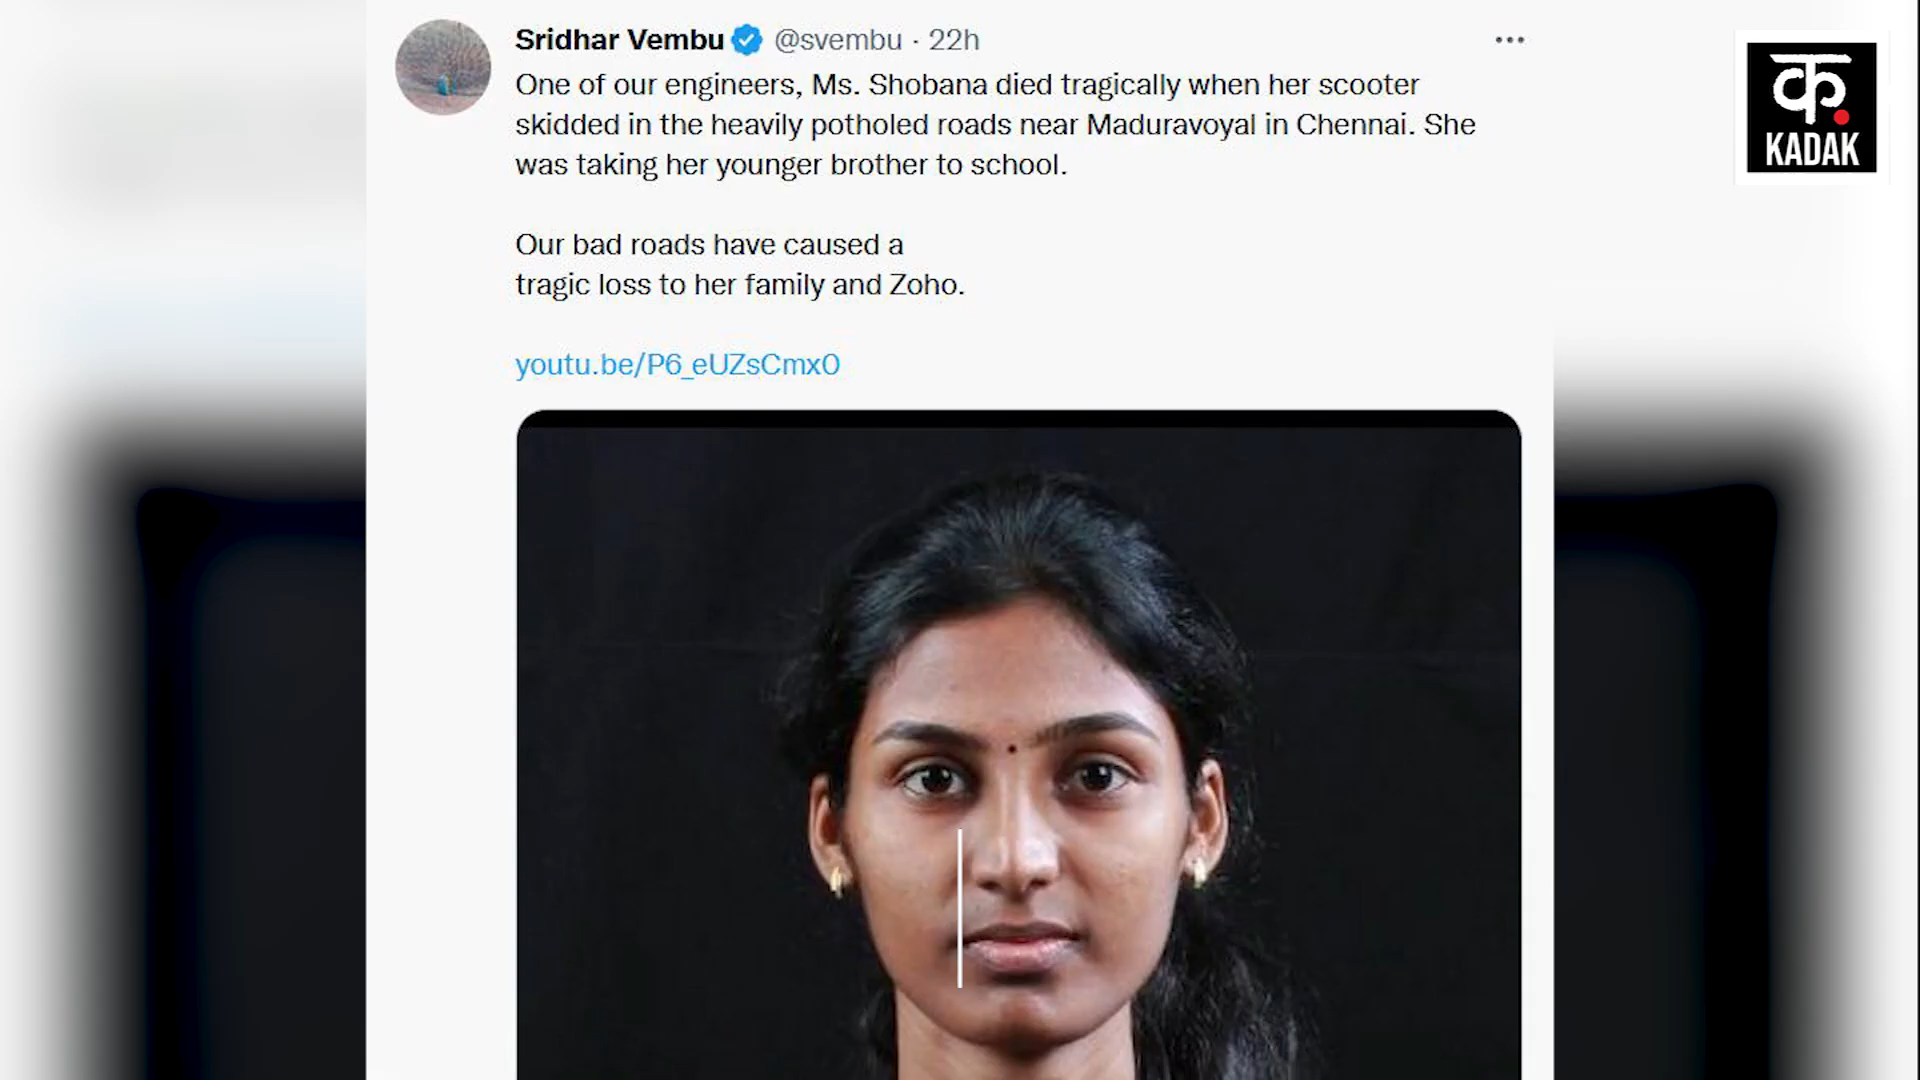 Sridhar Vembu @svembu · 22h
One of our engineers, Ms. Shobana died tragically when her scooter
skidded in the heavily potholed roads near Maduravoyal in Chennai. She
was taking her younger brother to school.
Our bad roads have caused a
tragic loss to her family and Zoho.
youtu.be/P6_eUZsCmx0
क
KADAK